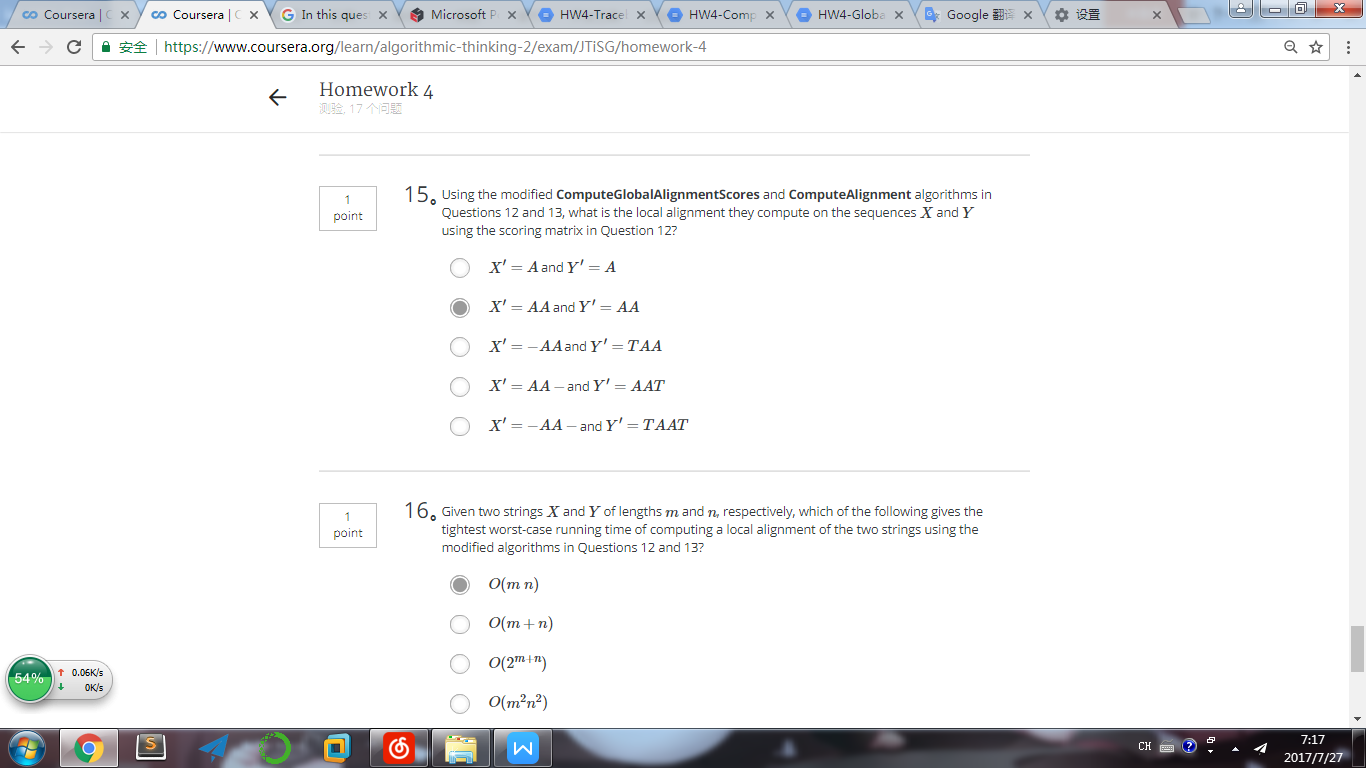 Coursera | C
Coursera | C
In this ques
Microsoft P
HW4-Trace
HW4-Comp
HW4-Globa
Google 翻译
设置
安全
https://www.coursera.org/learn/algorithmic-thinking-2/exam/JTiSG/homework-4
Homework 4
测验, 17 个问题
1
point
15。 Using the modified ComputeGlobalAlignmentScores and ComputeAlignment algorithms in
Questions 12 and 13, what is the local alignment they compute on the sequences X and Y
using the scoring matrix in Question 12?
X′ = A and Y′ = A
X′ = AA and Y′ = AA
X′ = −AA and Y′ = TAA
X′ = AA − and Y′ = AAT
X′ = −AA − and Y′ = TAAT
1
point
16。 Given two strings X and Y of lengths m and n, respectively, which of the following gives the
tightest worst-case running time of computing a local alignment of the two strings using the
modified algorithms in Questions 12 and 13?
O(m n)
O(m + n)
O(2^{m+n})
O(m²n²)
54%
0.06K/s
0K/s
CH
7:17
2017/7/27